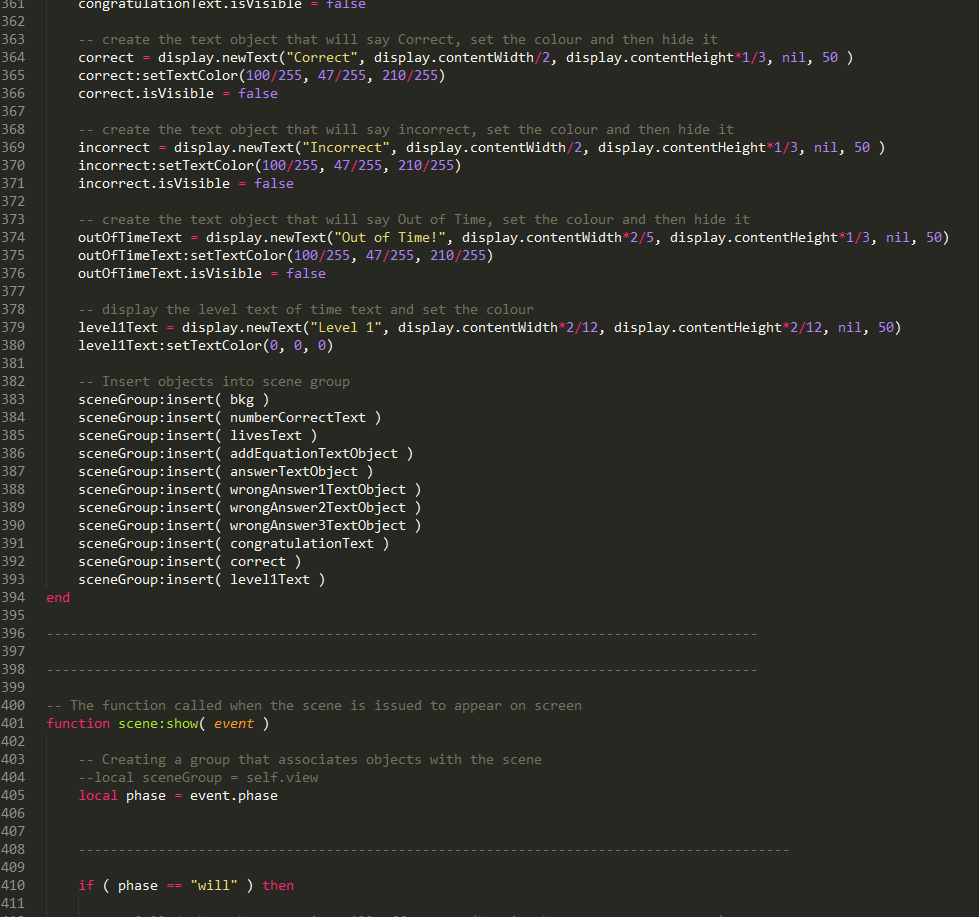 361 congratulationText.isVisible = false
362
363 -- create the text object that will say Correct, set the colour and then hide it
364 correct = display.newText("Correct", display.contentWidth/2, display.contentHeight*1/3, nil, 50 )
365 correct:setTextColor(100/255, 47/255, 210/255)
366 correct.isVisible = false
367
368 -- create the text object that will say incorrect, set the colour and then hide it
369 incorrect = display.newText("Incorrect", display.contentWidth/2, display.contentHeight*1/3, nil, 50 )
370 incorrect:setTextColor(100/255, 47/255, 210/255)
371 incorrect.isVisible = false
372
373 -- create the text object that will say Out of Time, set the colour and then hide it
374 outOfTimeText = display.newText("Out of Time!", display.contentWidth*2/5, display.contentHeight*1/3, nil, 50)
375 outOfTimeText:setTextColor(100/255, 47/255, 210/255)
376 outOfTimeText.isVisible = false
377
378 -- display the level text of time text and set the colour
379 level1Text = display.newText("Level 1", display.contentWidth*2/12, display.contentHeight*2/12, nil, 50)
380 level1Text:setTextColor(0, 0, 0)
381
382 -- Insert objects into scene group
383 sceneGroup:insert( bkg )
384 sceneGroup:insert( numberCorrectText )
385 sceneGroup:insert( livesText )
386 sceneGroup:insert( addEquationTextObject )
387 sceneGroup:insert( answerTextObject )
388 sceneGroup:insert( wrongAnswer1TextObject )
389 sceneGroup:insert( wrongAnswer2TextObject )
390 sceneGroup:insert( wrongAnswer3TextObject )
391 sceneGroup:insert( congratulationText )
392 sceneGroup:insert( correct )
393 sceneGroup:insert( level1Text )
394 end
395
396 -----------------------------------------------------------------------------------------
397
398 -----------------------------------------------------------------------------------------
399
400 -- The function called when the scene is issued to appear on screen
401 function scene:show( event )
402
403 -- Creating a group that associates objects with the scene
404 --local sceneGroup = self.view
405 local phase = event.phase
406
407
408 -----------------------------------------------------------------------------------------
409
410 if ( phase == "will" ) then
411